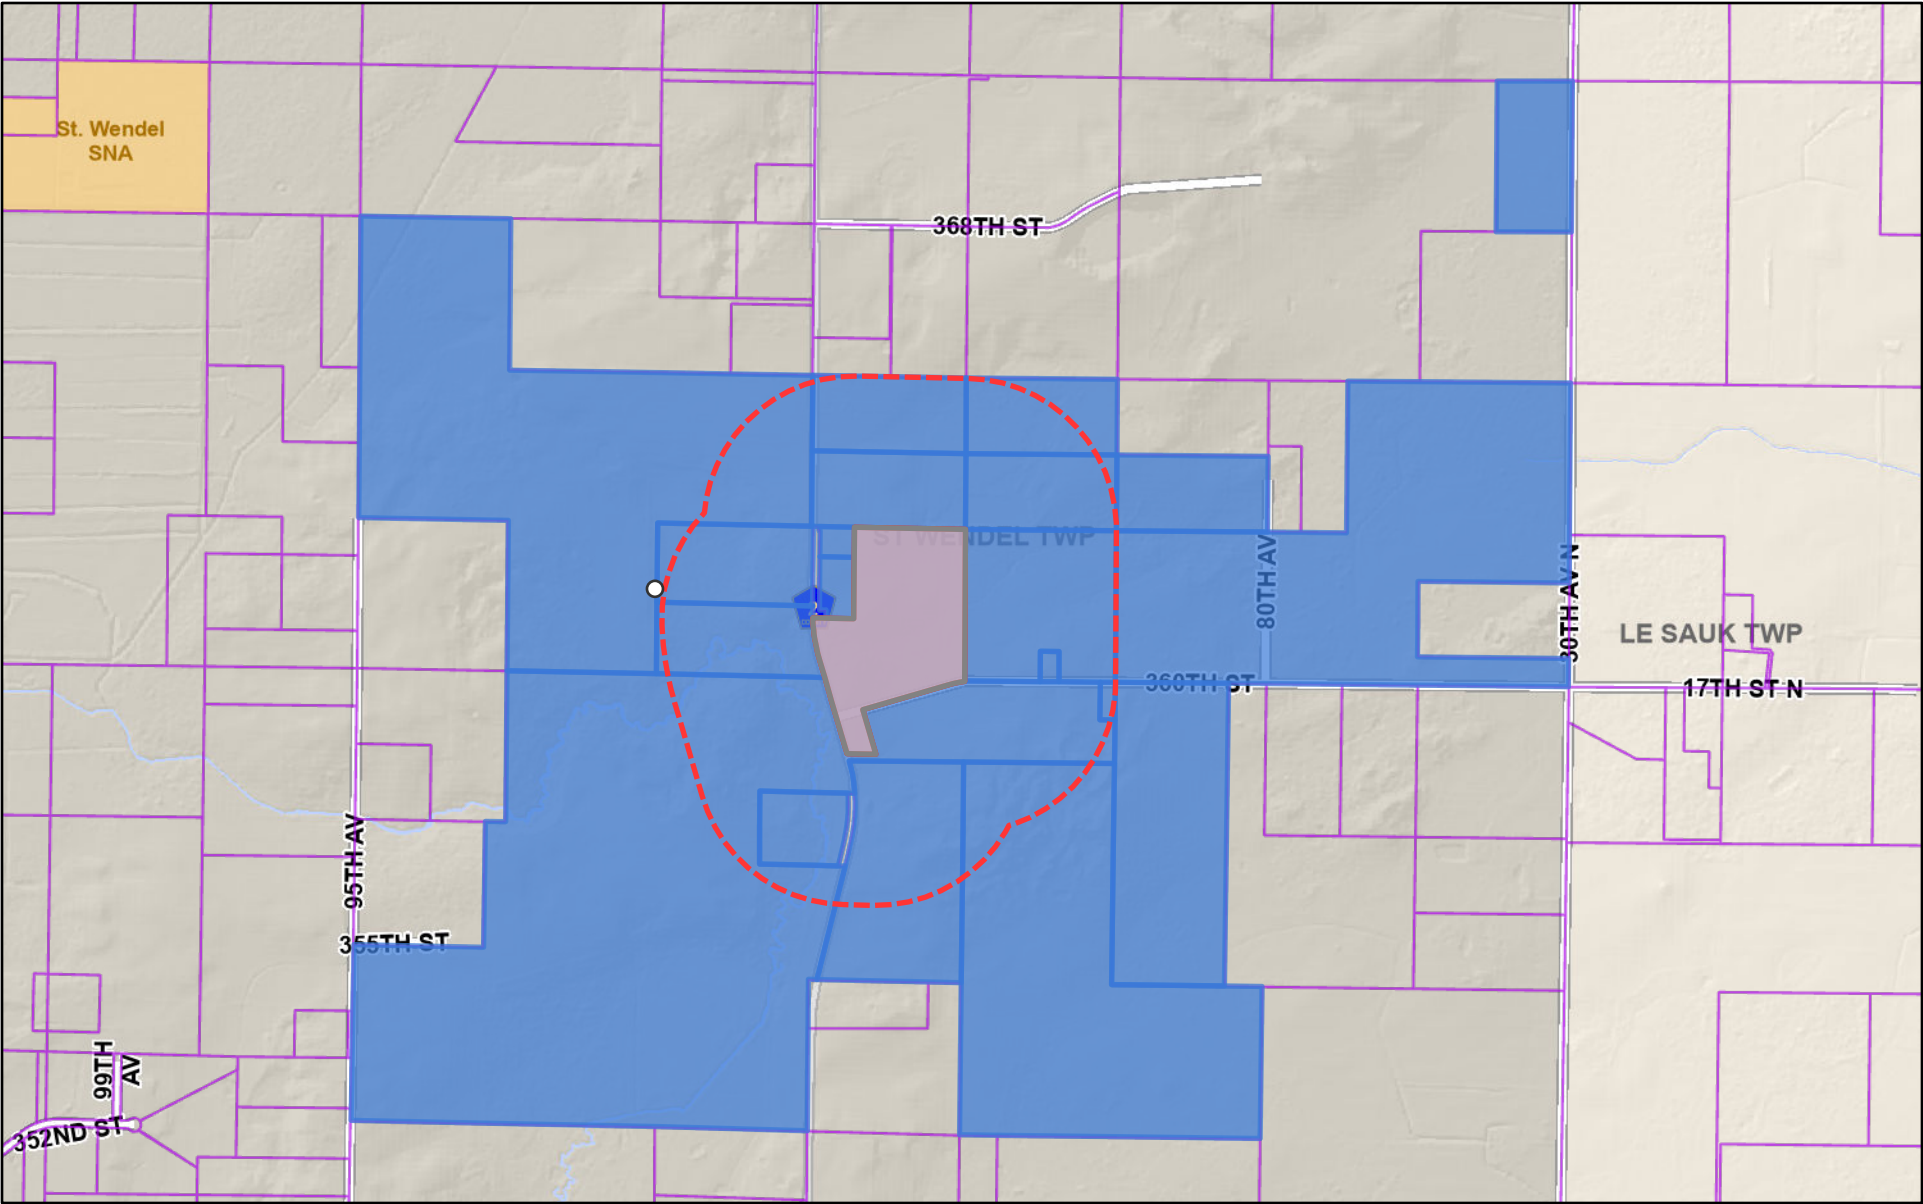 St. Wendel
SNA
368TH ST
ST WENDEL TWP
80TH AV
30TH AV N
LE SAUK TWP
360TH ST
17TH ST N
95TH AV
355TH ST
99TH
AV
352ND ST